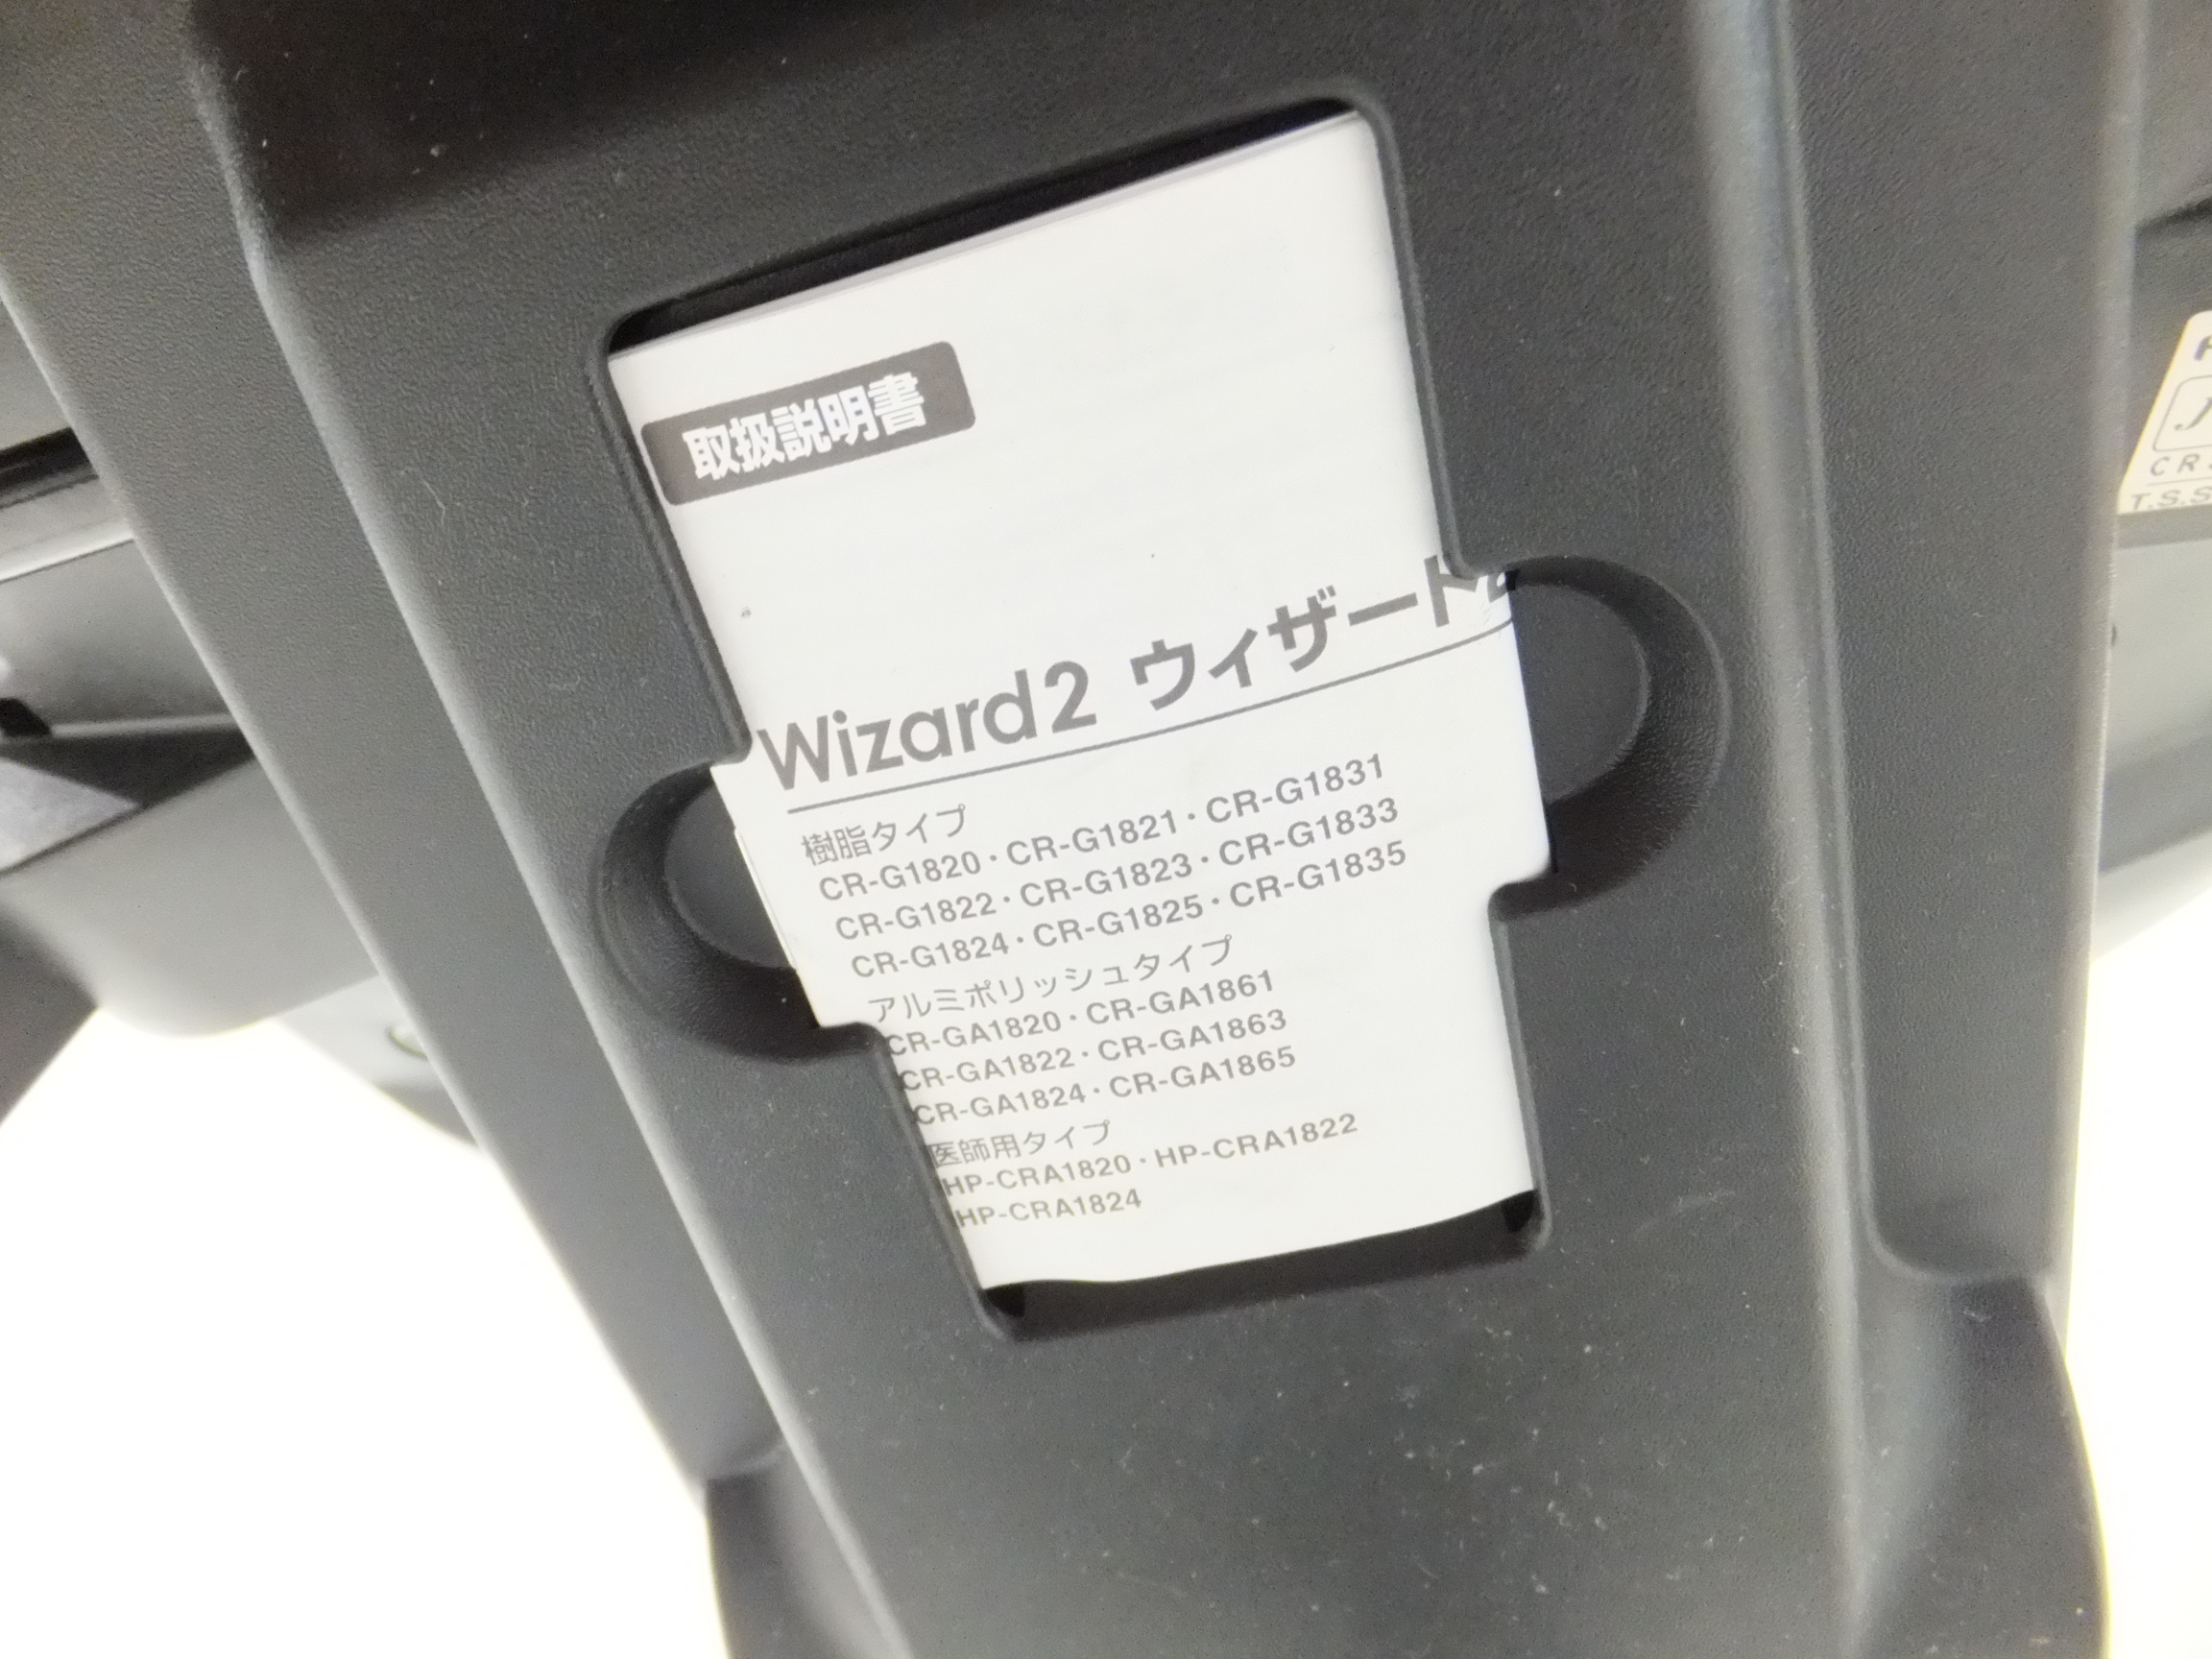 取扱説明書
Wizard2 ウィザード2
樹脂タイプ
CR-G1820・CR-G1821・CR-G1831
CR-G1822・CR-G1823・CR-G1833
CR-G1824・CR-G1825・CR-G1835
アルミポリッシュタイプ
CR-GA1820・CR-GA1861
CR-GA1822・CR-GA1863
CR-GA1824・CR-GA1865
医師用タイプ
HP-CRA1820・HP-CRA1822
HP-CRA1824
CR
T.S.S